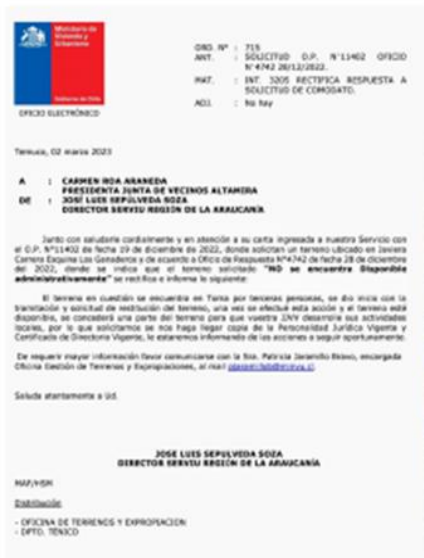 Ministerio de
Vivienda y
Urbanismo
Gobierno de Chile
OFICIO ELECTRÓNICO
ORD. N° : 715
ANT. : SOLICITUD O.P. N°11402 OFICIO
N°4742 28/12/2022.
MAT. : INT. 3205 RECTIFICA RESPUESTA A
SOLICITUD DE COMODATO.
ADJ. : No hay
Temuco, 02 marzo 2023
A : CARMEN ROA ARANEDA
PRESIDENTA JUNTA DE VECINOS ALTAMIRA
DE : JOSÉ LUIS SEPÚLVEDA SOZA
DIRECTOR SERVIU REGIÓN DE LA ARAUCANÍA
Junto con saludarle cordialmente y en atención a su carta ingresada a nuestro Servicio con
el O.P. N°11402 de fecha 19 de diciembre de 2022, donde solicitan un terreno ubicado en Javiera
Carrera Esquina Los Ganaderos y de acuerdo a Oficio de Respuesta N°4742 de fecha 28 de diciembre
del 2022, donde se indica que el terreno solicitado "NO se encuentra Disponible
administrativamente" se rectifica e informa lo siguiente:
El terreno en cuestión se encuentra en Toma por terceras personas, se dio inicio con la
tramitación y solicitud de restitución del terreno, una vez se efectué esta acción y el terreno esté
disponible, se concederá una parte del terreno para que vuestra JJVV desarrolle sus actividades
locales, por lo que solicitamos se nos haga llegar copia de la Personalidad Jurídica Vigente y
Certificado de Directorio Vigente, le estaremos informando de las acciones a seguir oportunamente.
De requerir mayor información favor comunicarse con la Sra. Patricia Jaramillo Bravo, encargada
Oficina Gestión de Terrenos y Expropiaciones, al mail
Saluda atentamente a Ud.
JOSE LUIS SEPULVEDA SOZA
DIRECTOR SERVIU REGIÓN DE LA ARAUCANÍA
MAP/HSM
Distribución
- OFICINA DE TERRENOS Y EXPROPIACION
- DPTO. TÉNICO